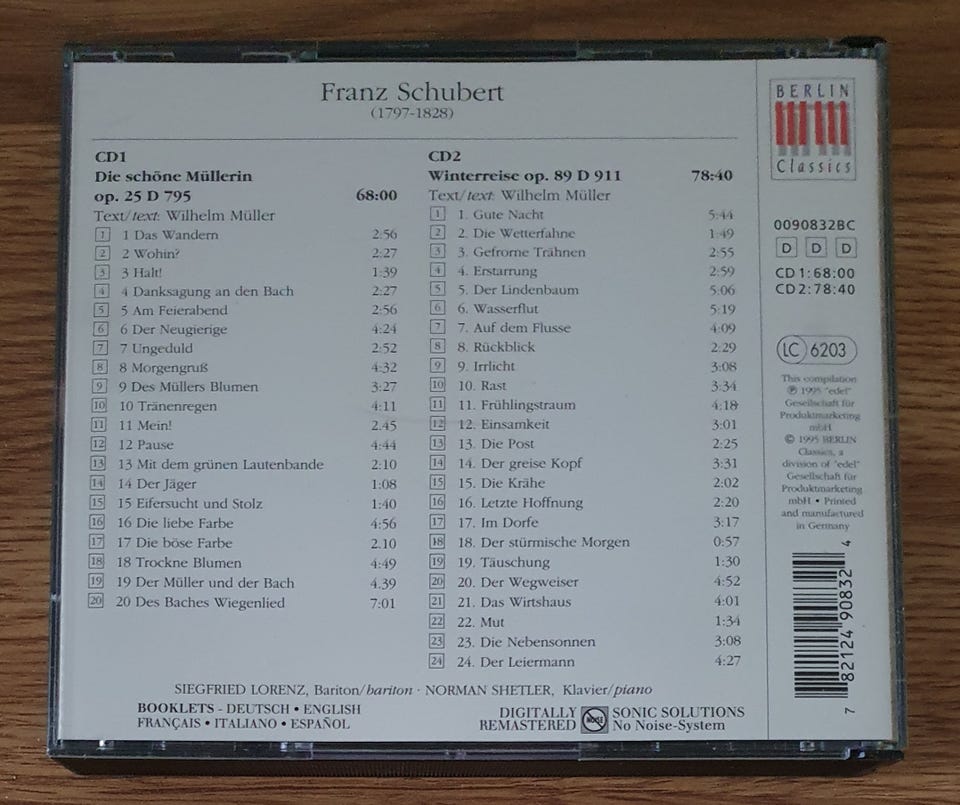 Franz Schubert
(1797-1828)
CD1
Die schöne Müllerin
op. 25 D 795 68:00
Text/text: Wilhelm Müller
1 1 Das Wandern 2:56
2 2 Wohin? 2:27
3 3 Halt! 1:39
4 4 Danksagung an den Bach 2:27
5 5 Am Feierabend 2:56
6 6 Der Neugierige 4:24
7 7 Ungeduld 2:52
8 8 Morgengruß 4:32
9 9 Des Müllers Blumen 3:27
10 10 Tränenregen 4:11
11 11 Mein! 2.45
12 12 Pause 4:44
13 13 Mit dem grünen Lautenbande 2:10
14 14 Der Jäger 1:08
15 15 Eifersucht und Stolz 1:40
16 16 Die liebe Farbe 4:56
17 17 Die böse Farbe 2.10
18 18 Trockne Blumen 4:49
19 19 Der Müller und der Bach 4.39
20 20 Des Baches Wiegenlied 7:01
CD2
Winterreise op. 89 D 911 78:40
Text/text: Wilhelm Müller
1 1. Gute Nacht 5:44
2 2. Die Wetterfahne 1:49
3 3. Gefrorne Trähnen 2:55
4 4. Erstarrung 2:59
5 5. Der Lindenbaum 5:06
6 6. Wasserflut 5:19
7 7. Auf dem Flusse 4:09
8 8. Rückblick 2:29
9 9. Irrlicht 3:08
10 10. Rast 3:34
11 11. Frühlingstraum 4:18
12 12. Einsamkeit 3:01
13 13. Die Post 2:25
14 14. Der greise Kopf 3:31
15 15. Die Krähe 2:02
16 16. Letzte Hoffnung 2:20
17 17. Im Dorfe 3:17
18 18. Der stürmische Morgen 0:57
19 19. Täuschung 1:30
20 20. Der Wegweiser 4:52
21 21. Das Wirtshaus 4:01
22 22. Mut 1:34
23 23. Die Nebensonnen 3:08
24 24. Der Leiermann 4:27
SIEGFRIED LORENZ, Bariton/bariton · NORMAN SHETLER, Klavier/piano
BOOKLETS - DEUTSCH • ENGLISH
FRANÇAIS • ITALIANO • ESPAÑOL
DIGITALLY
REMASTERED
NOISE
SONIC SOLUTIONS
No Noise-System
BERLIN
Classics
0090832BC
D D D
CD 1:68:00
CD 2:78:40
LC 6203
This compilation
℗ 1995 "edel"
Gesellschaft für
Produktmarketing
mbH
© 1995 BERLIN
Classics, a
division of "edel"
Gesellschaft für
Produktmarketing
mbH • Printed
and manufactured
in Germany
7 82124 90832 4